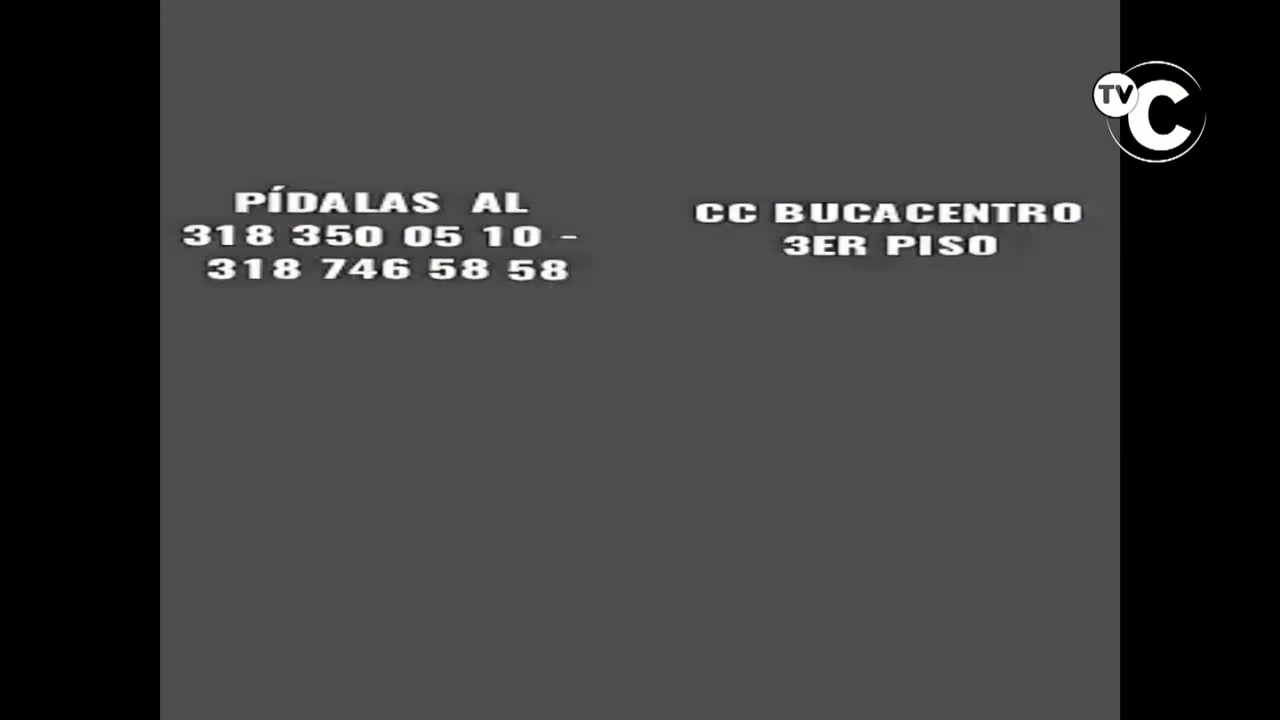 PÍDALAS AL
318 350 05 10 -
318 746 58 58
CC BUCACENTRO
3ER PISO
TV C